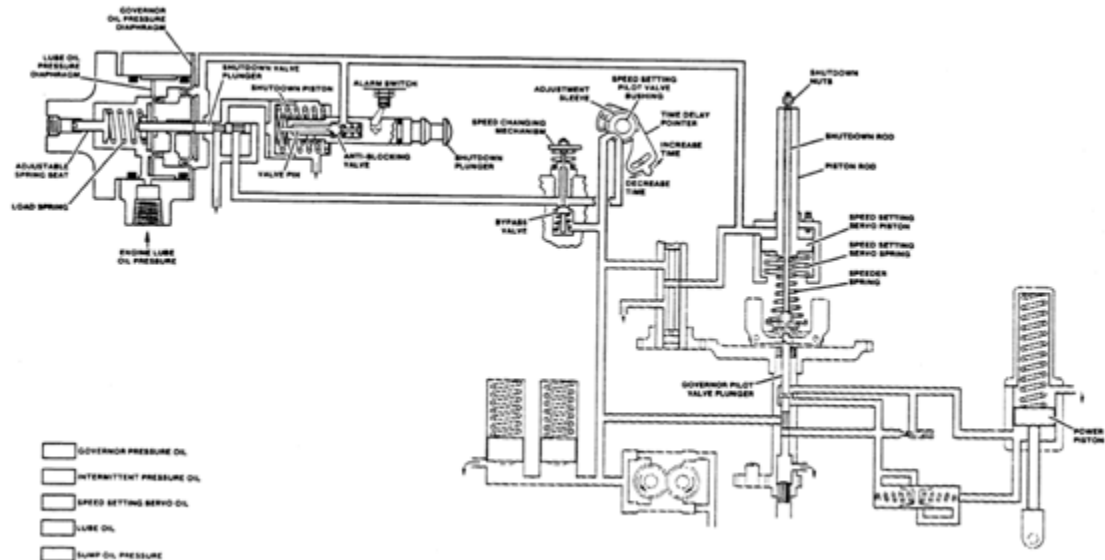 GOVERNOR
OIL PRESSURE
DIAPHRAGM
LUBE OIL
PRESSURE
DIAPHRAGM
SHUTDOWN VALVE
PLUNGER
SHUTDOWN PISTON
ALARM SWITCH
ADJUSTABLE
SPRING SEAT
LOAD SPRING
ENGINE LUBE
OIL PRESSURE
VALVE PIN
ANTI-BLOCKING
VALVE
SHUTDOWN
PLUNGER
SPEED CHANGING
MECHANISM
BYPASS
VALVE
ADJUSTMENT
SLEEVE
SPEED SETTING
PILOT VALVE
BUSHING
TIME DELAY
POINTER
INCREASE
TIME
DECREASE
TIME
SHUTDOWN
NUTS
SHUTDOWN ROD
PISTON ROD
SPEED SETTING
SERVO PISTON
SPEED SETTING
SERVO SPRING
SPEEDER
SPRING
GOVERNOR PILOT
VALVE PLUNGER
POWER
PISTON
GOVERNOR PRESSURE OIL
INTERMITTENT PRESSURE OIL
SPEED SETTING SERVO OIL
LUBE OIL
SUMP OIL PRESSURE